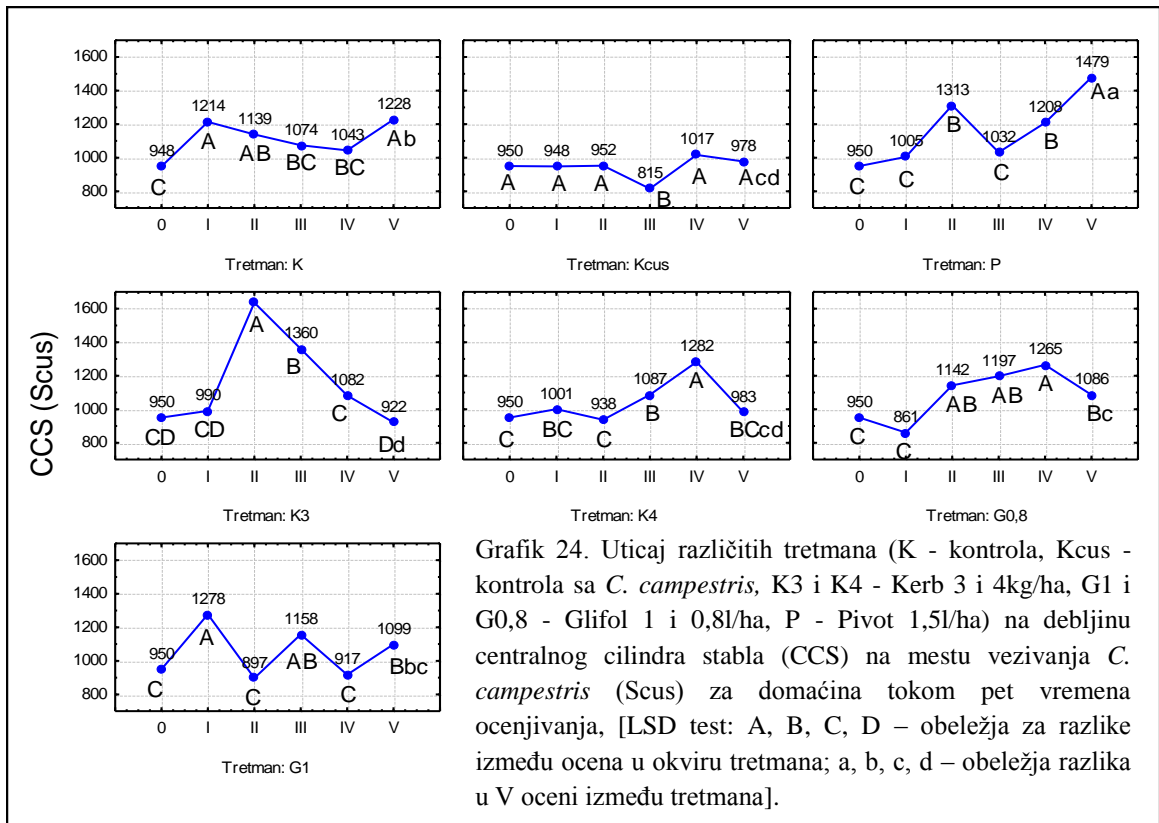 CCS (Scus)
1600
1400
1200
1000
800
948
1214
1139
1074
1043
1228
C
A
AB
BC
BC
Ab
0 I II III IV V
Tretman: K
950
948
952
815
1017
978
A
A
A
B
A
Acd
0 I II III IV V
Tretman: Kcus
950
1005
1313
1032
1208
1479
C
C
B
C
B
Aa
0 I II III IV V
Tretman: P
1600
1400
1200
1000
800
950
990
1360
1082
922
CD
CD
A
B
C
Dd
0 I II III IV V
Tretman: K3
950
1001
938
1087
1282
983
C
BC
C
B
A
BCcd
0 I II III IV V
Tretman: K4
950
861
1142
1197
1265
1086
C
C
AB
AB
A
Bc
0 I II III IV V
Tretman: G0,8
1600
1400
1200
1000
800
950
1278
897
1158
917
1099
C
A
C
AB
C
Bbc
0 I II III IV V
Tretman: G1
Grafik 24. Uticaj različitih tretmana (K - kontrola, Kcus -
kontrola sa C. campestris, K3 i K4 - Kerb 3 i 4kg/ha, G1 i
G0,8 - Glifol 1 i 0,8l/ha, P - Pivot 1,5l/ha) na debljinu
centralnog cilindra stabla (CCS) na mestu vezivanja C.
campestris (Scus) za domaćina tokom pet vremena
ocenjivanja, [LSD test: A, B, C, D – obeležja za razlike
između ocena u okviru tretmana; a, b, c, d – obeležja razlika
u V oceni između tretmana].